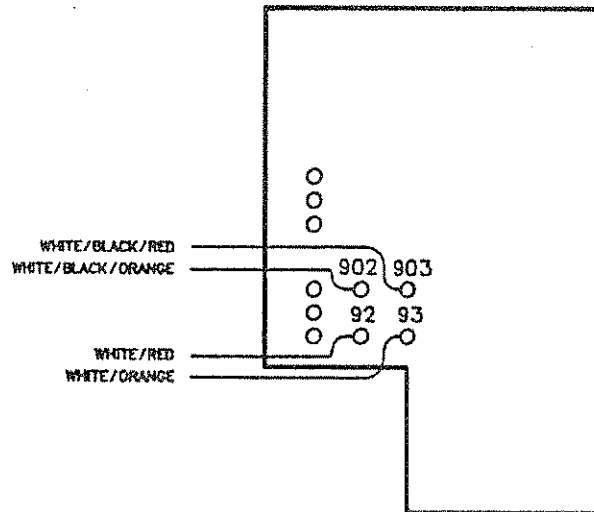 WHITE/BLACK/RED
WHITE/BLACK/ORANGE
902 903
92 93
WHITE/RED
WHITE/ORANGE